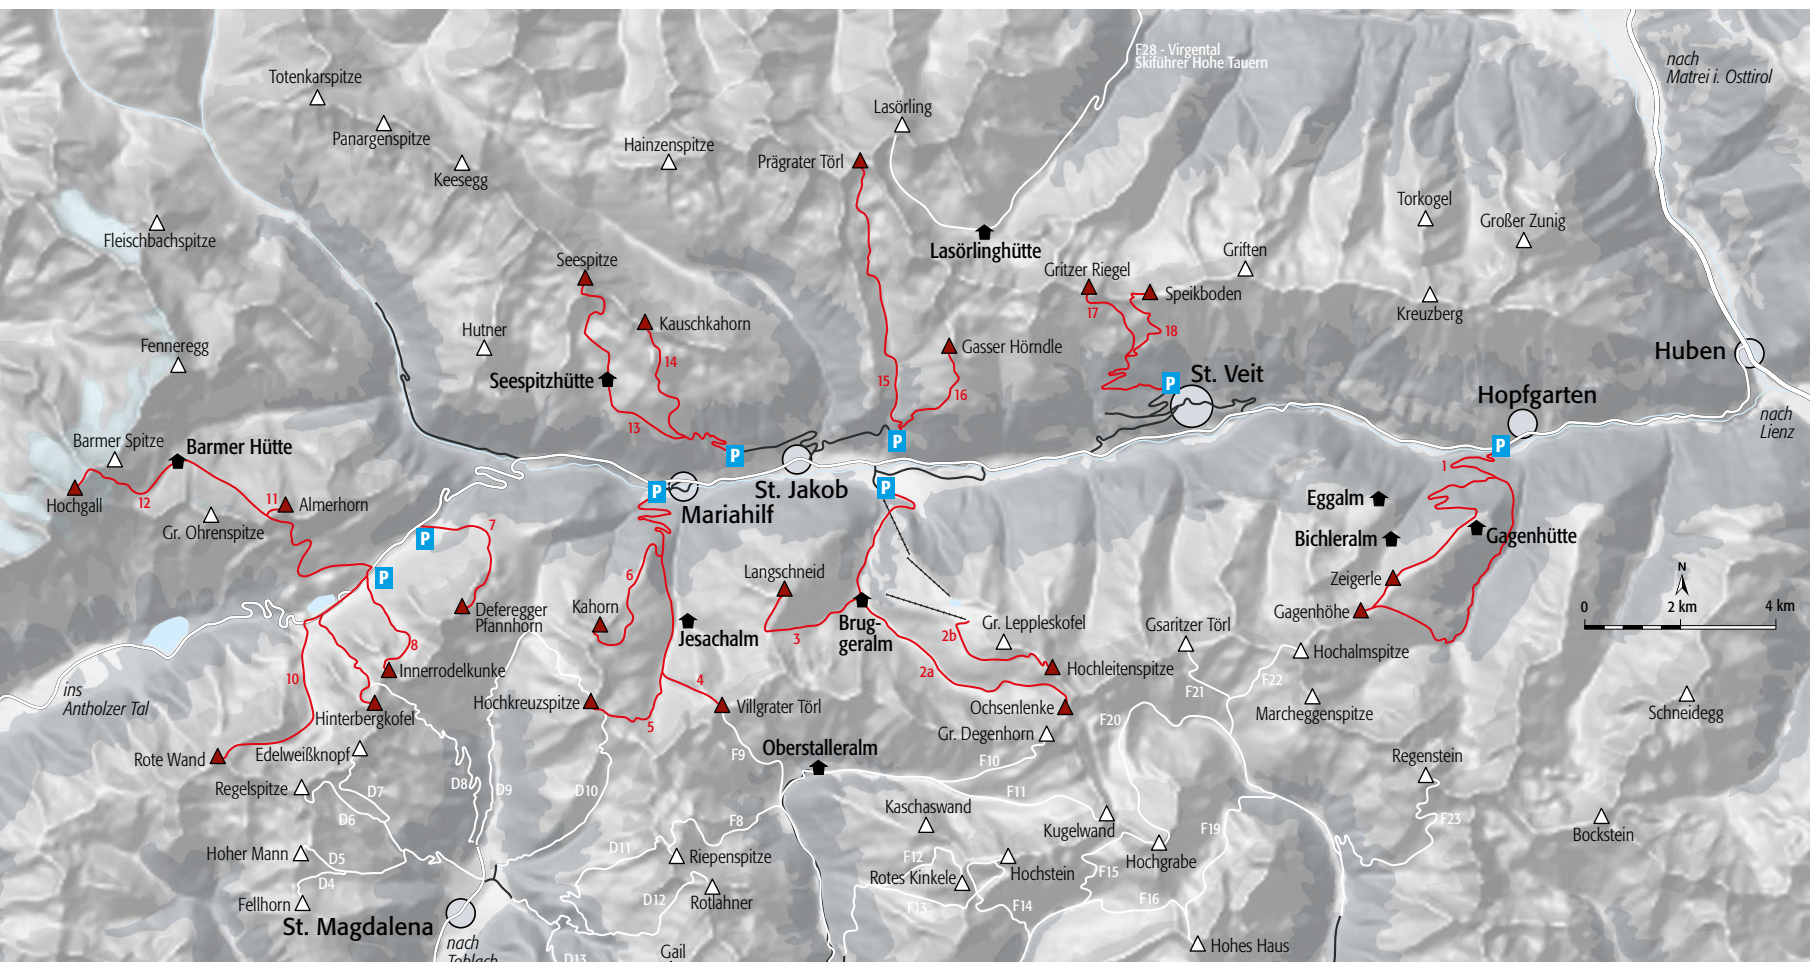 F28 - Virgental
Skiführer Hohe Tauern
nach
Matrei i. Osttirol
Totenkarspitze
Panargenspitze
Keesegg
Hainzenspitze
Lasörling
Prägrater Törl
Torkogel
Großer Zunig
Fleischbachspitze
Lasörlinghütte
Griften
Seespitze
Gritzer Riegel
Speikboden
Kreuzberg
17
18
Kauschkahorn
Hutner
Fenneregg
Gasser Hörndle
Huben
14
Seespitzhütte
15
16
P
St. Veit
Hopfgarten
nach
Lienz
13
Barmer Spitze
Barmer Hütte
P
P
P
1
Hochgall
12
11
Almerhorn
Gr. Ohrenspitze
P
Mariahilf
St. Jakob
P
Eggalm
Gagenhütte
Bichleralm
7
P
P
6
Langschneid
Zeigerle
N
0
2 km
4 km
Deferegger
Pfannhorn
Kahorn
Jesachalm
3
Brug-
geralm
2b
Gr. Leppleskofel
Gsaritzer Törl
Gagenhöhe
8
Innerrodelkunke
Hochleitenspitze
Hochalmspitze
10
2a
4
F21
F22
ins
Antholzer Tal
Hinterbergkofel
Hochkreuzspitze
5
Villgrater Törl
Ochsenlenke
F20
Marcheggenspitze
Schneidegg
Gr. Degenhorn
Rote Wand
Edelweißknopf
Oberstalleralm
F9
F10
Regenstein
Regelspitze
D7
D8
D9
D10
F11
D6
F8
Kaschaswand
Kugelwand
F19
F23
Bockstein
Hoher Mann
D5
D11
Riepenspitze
F12
Hochgrabe
D4
Rotes Kinkele
Hochstein
F15
Fellhorn
D12
Rotlahner
F13
F14
F16
St. Magdalena
nach
Toblach
D13
Gail
Hohes Haus